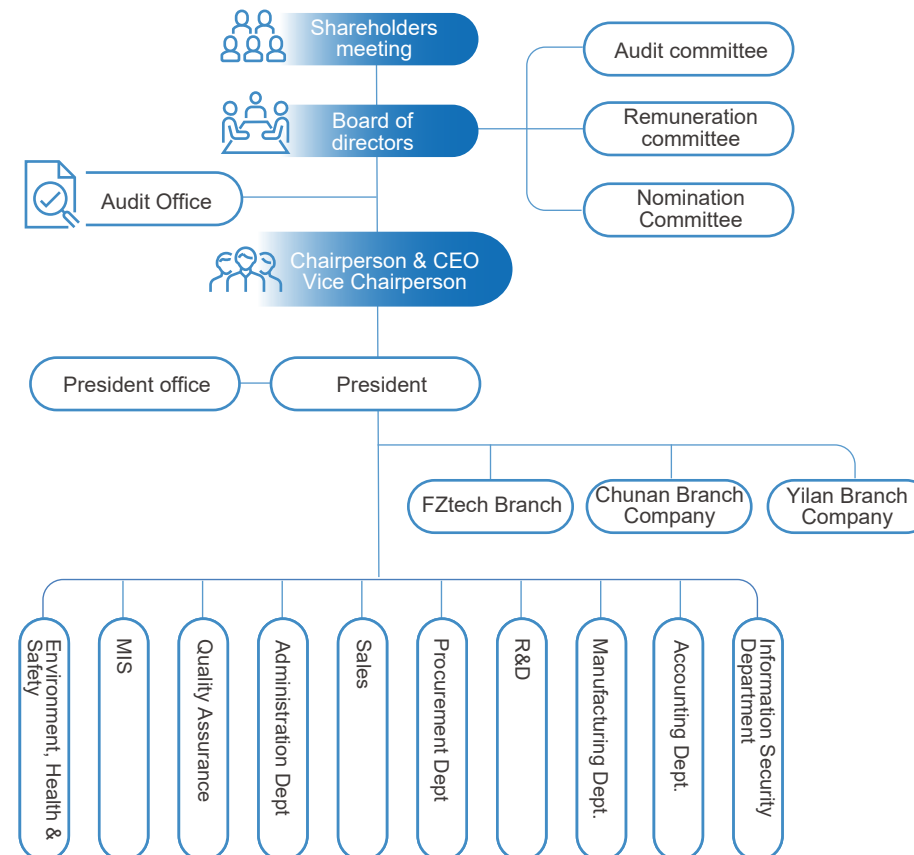 Shareholders
meeting
Audit committee
Board of
directors
Remuneration
committee
Audit Office
Nomination
Committee
Chairperson & CEO
Vice Chairperson
President office
President
FZtech Branch
Chunan Branch
Company
Yilan Branch
Company
Environment, Health &
Safety
MIS
Quality Assurance
Administration Dept
Sales
Procurement Dept
R&D
Manufacturing Dept.
Accounting Dept.
Information Security
Department